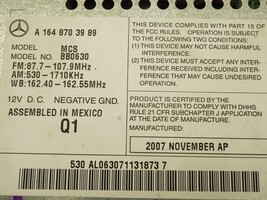 A 164 870 39 89
MODEL MCS
MODEL NO. BB0630
FM:87.7-107.9MHz
AM:530-1710KHz
WB:162.40-162.55MHz
12V D.C. NEGATIVE GND.
ASSEMBLED IN MEXICO
Q1
THIS DEVICE COMPLIES WITH PART 15 OF
THE FCC RULES. OPERATION IS SUBJECT TO
THE FOLLOWING TWO CONDITIONS:
(1) THIS DEVICE MAY NOT CAUSE HARMFUL
INTERFERENCE.
(2) THIS DEVICE MUST ACCEPT ANY INTER-
FERENCE RECEIVED INCLUDING INTER-
FERENCE THAT MAY CAUSE UNDESIRED
OPERATION.
PRODUCT IS CERTIFIED BY THE
MANUFACTURER TO COMPLY WITH DHHS
RULE 21 CFR SUBCHAPTER J APPLICATION
AT THE DATE OF MANUFACTURE.
2007 NOVEMBER AP
530 AL063071131873 7